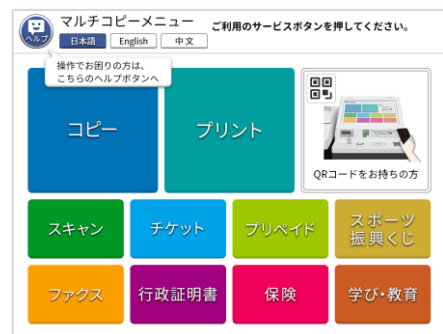 マルチコピーメニュー
ご利用のサービスボタンを押してください。
ヘルプ
日本語 English 中文
操作でお困りの方は、
こちらのヘルプボタンへ
コピー
プリント
QRコードをお持ちの方
スキャン
チケット
プリペイド
スポーツ
振興くじ
ファクス
行政証明書
保険
学び・教育